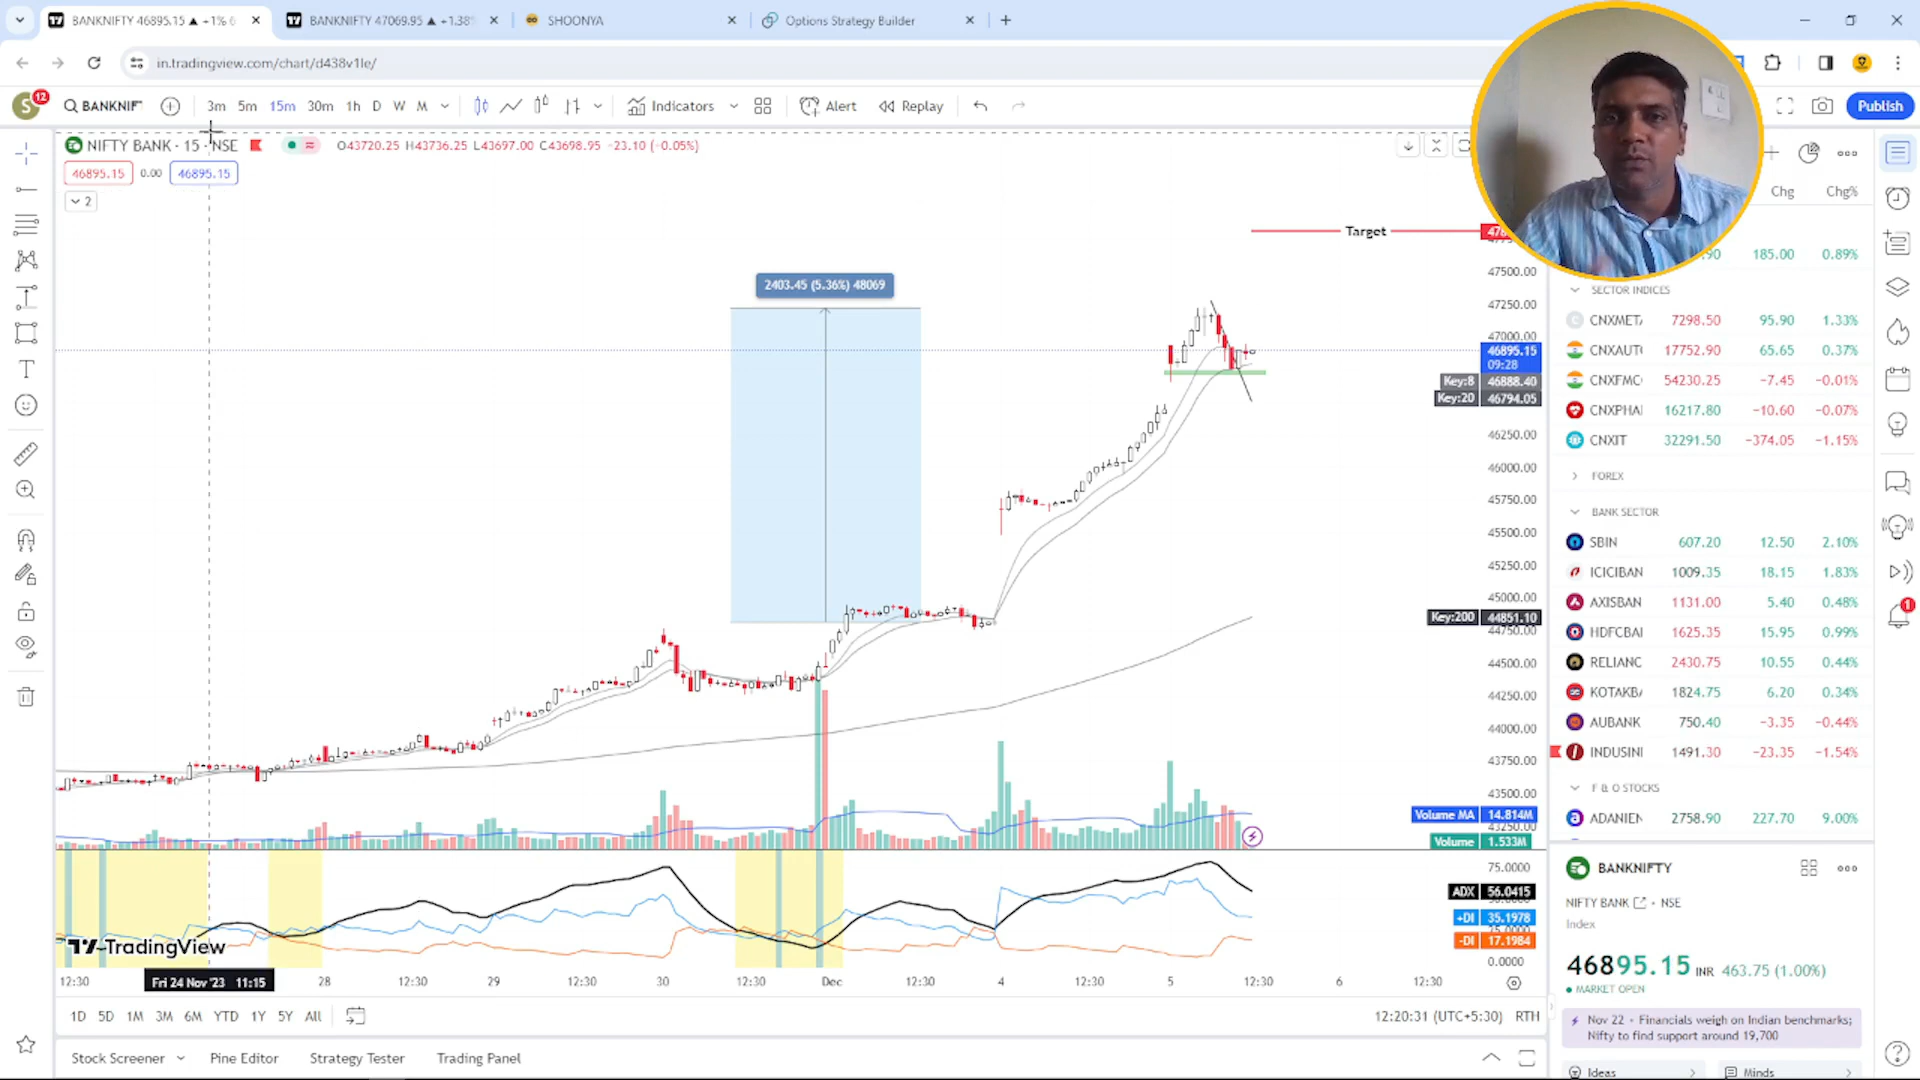 BANKNIFTY 46895.15 ▲ +1% 6
BANKNIFTY 47069.95 ▲ +1.38%
SHOONYA
Options Strategy Builder
in.tradingview.com/chart/d438v1le/
S
12
BANKNIF
3m 5m 15m 30m 1h D W M
Indicators
Alert
Replay
Publish
NIFTY BANK · 15 · NSE
O43720.25 H43736.25 L43697.00 C43698.95 −23.10 (−0.05%)
46895.15 0.00 46895.15
2
Chg Chg%
Target
2403.45 (5.36%) 48069
47500.00
47250.00
47000.00
46895.15
09:28
Key:8 46888.40
Key:20 46794.05
46250.00
46000.00
45750.00
45500.00
45250.00
45000.00
Key:200 44851.10
44750.00
44500.00
44250.00
44000.00
43750.00
43500.00
Volume MA 14.814M
43250.00
Volume 1.533M
75.0000
ADX 56.0415
+DI 35.1978
-DI 17.1984
0.0000
TradingView
12:30 Fri 24 Nov '23 11:15 28 12:30 29 12:30 30 12:30 Dec 12:30 4 12:30 5 12:30 6 12:30
1D 5D 1M 3M 6M YTD 1Y 5Y All
12:20:31 (UTC+5:30) RTH
Stock Screener
Pine Editor
Strategy Tester
Trading Panel
185.00 0.89%
SECTOR INDICES
CNXMET 7298.50 95.90 1.33%
CNXAUT 17752.90 65.65 0.37%
CNXFMC 54230.25 −7.45 −0.01%
CNXPHA 16217.80 −10.60 −0.07%
CNXIT 32291.50 −374.05 −1.15%
FOREX
BANK SECTOR
SBIN 607.20 12.50 2.10%
ICICIBAN 1009.35 18.15 1.83%
AXISBAN 1131.00 5.40 0.48%
HDFCBA 1625.35 15.95 0.99%
RELIANC 2430.75 10.55 0.44%
KOTAKB 1824.75 6.20 0.34%
AUBANK 750.40 −3.35 −0.44%
INDUSIN 1491.30 −23.35 −1.54%
F & O STOCKS
ADANIEN 2758.90 227.70 9.00%
BANKNIFTY
NIFTY BANK · NSE
Index
46895.15 INR 463.75 (1.00%)
MARKET OPEN
Nov 22 · Financials weigh on Indian benchmarks;
Nifty to find support around 19,700
Ideas
Minds
1